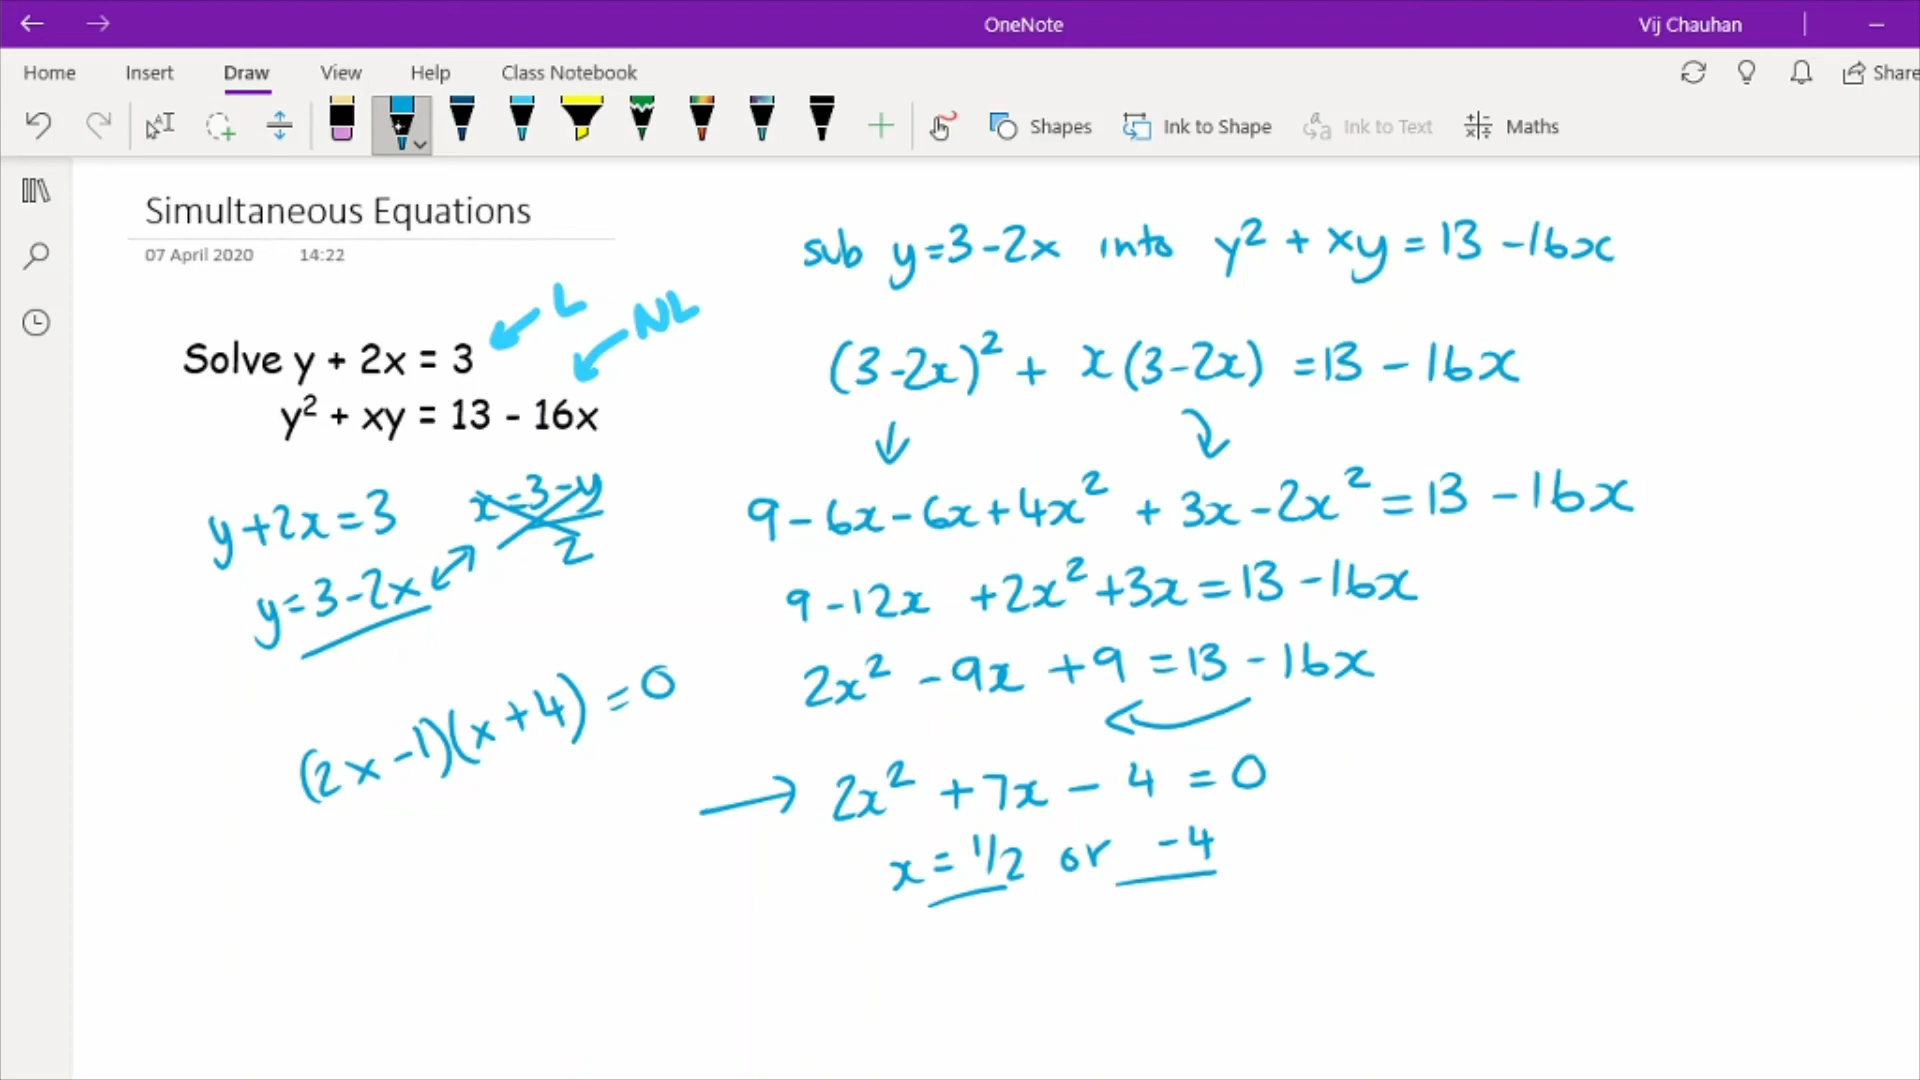 OneNote
Vij Chauhan
Home Insert Draw View Help Class Notebook
Share
Shapes Ink to Shape Ink to Text Maths
Simultaneous Equations
07 April 2020 14:22
L
NL
Solve y + 2x = 3
y² + xy = 13 - 16x
y+2x=3
x=3-y/2
y=3-2x
(2x-1)(x+4)=0
sub y=3-2x into y²+xy=13-16x
(3-2x)²+x(3-2x)=13-16x
9-6x-6x+4x²+3x-2x²=13-16x
9-12x+2x²+3x=13-16x
2x²-9x+9=13-16x
2x²+7x-4=0
x=1/2 or -4